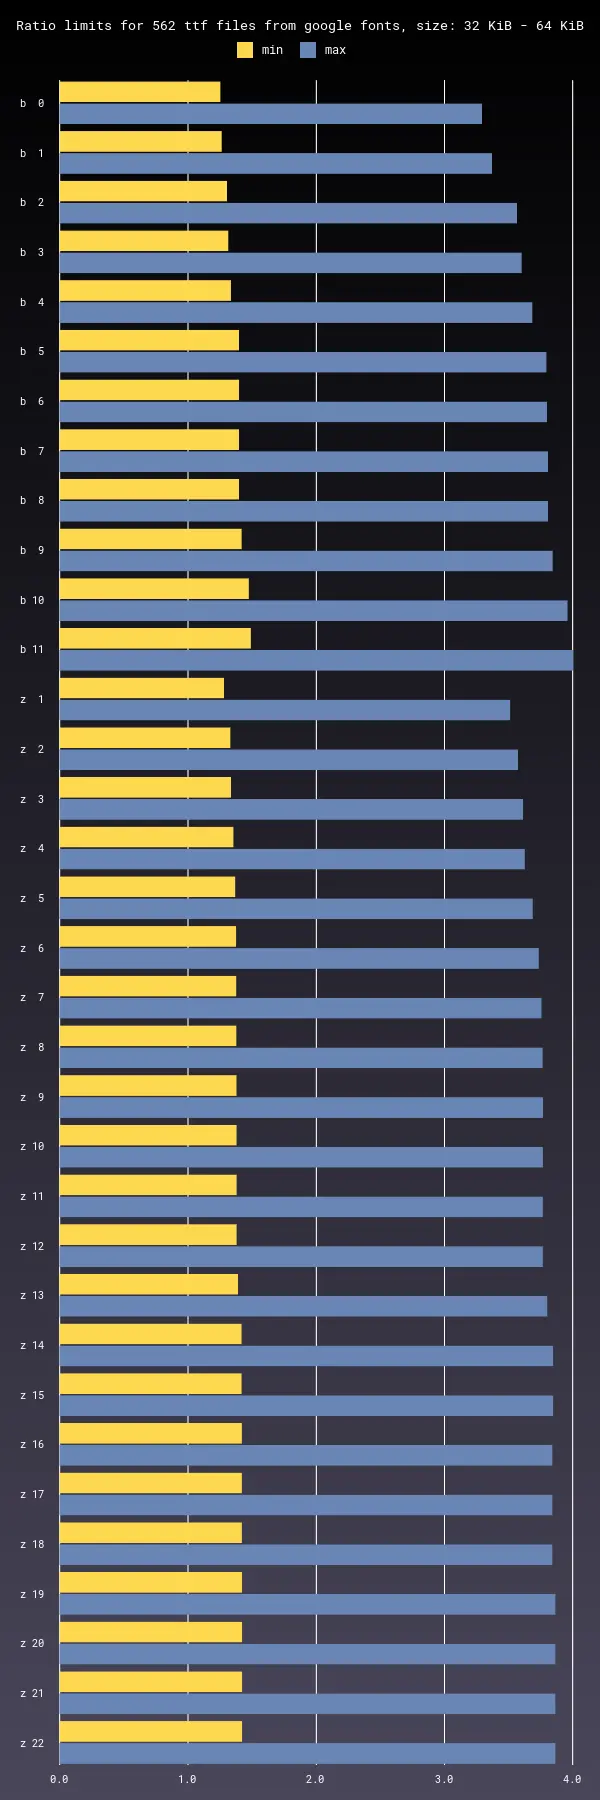 Ratio limits for 562 ttf files from google fonts, size: 32 KiB - 64 KiB
min max
b 0
b 1
b 2
b 3
b 4
b 5
b 6
b 7
b 8
b 9
b 10
b 11
z 1
z 2
z 3
z 4
z 5
z 6
z 7
z 8
z 9
z 10
z 11
z 12
z 13
z 14
z 15
z 16
z 17
z 18
z 19
z 20
z 21
z 22
0.0 1.0 2.0 3.0 4.0